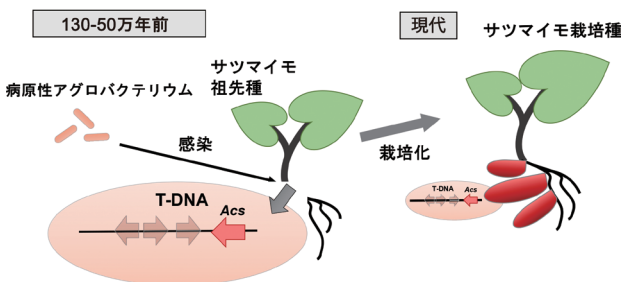 130-50万年前
現代
サツマイモ栽培種
サツマイモ
祖先種
病原性アグロバクテリウム
感染
栽培化
T-DNA
Acs
T-DNA
Acs